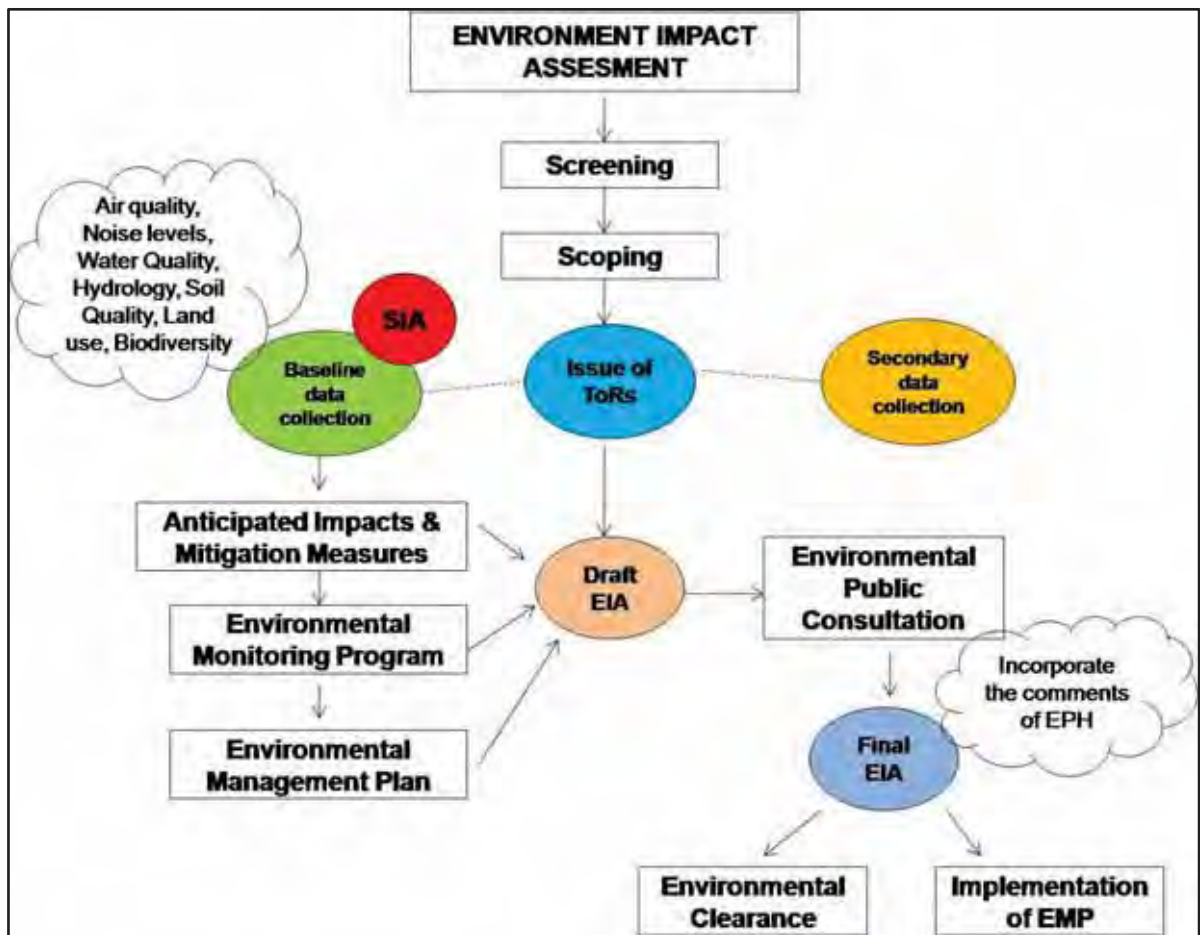 ENVIRONMENT IMPACT
ASSESMENT
Screening
Scoping
Air quality,
Noise levels,
Water Quality,
Hydrology, Soil
Quality, Land
use, Biodiversity
SIA
Baseline
data
collection
Issue of
ToRs
Secondary
data
collection
Anticipated Impacts &
Mitigation Measures
Environmental
Monitoring Program
Environmental
Management Plan
Draft
EIA
Environmental
Public
Consultation
Incorporate
the comments
of EPH
Final
EIA
Environmental
Clearance
Implementation
of EMP